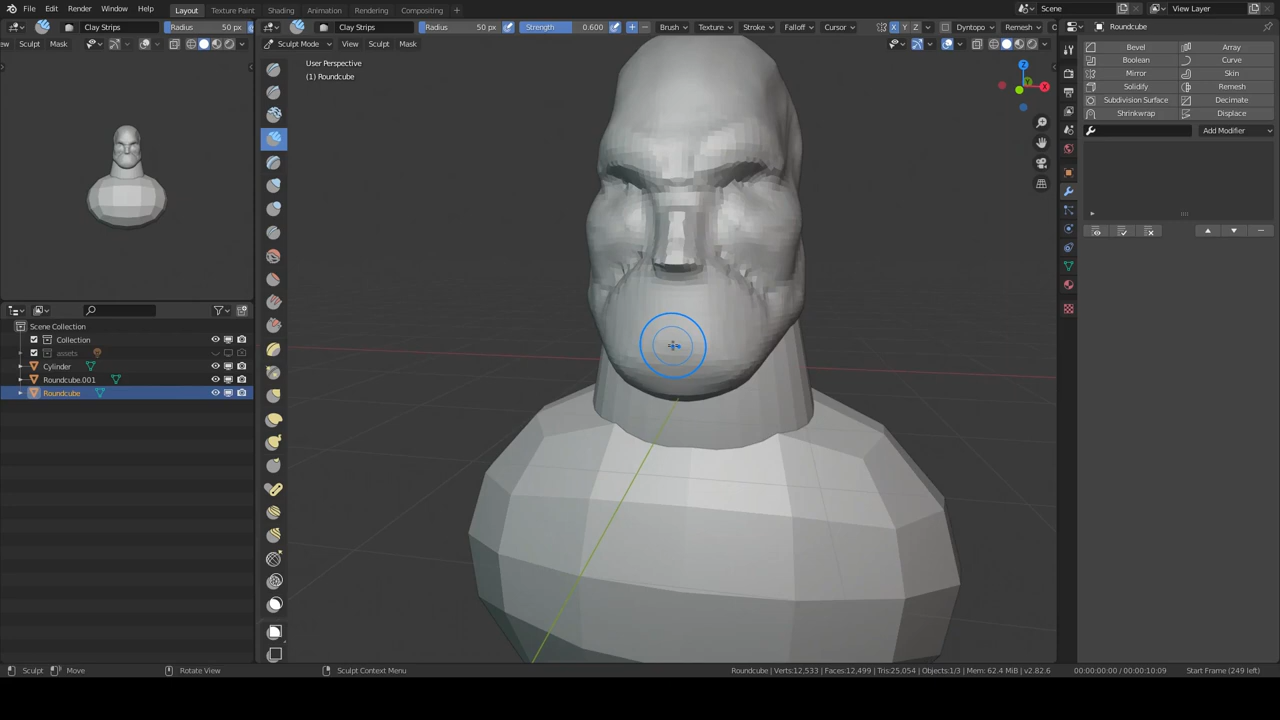 File Edit Render Window Help Layout Texture Paint Shading Animation Rendering Compositing + Scene View Layer
Clay Strips Radius 50 px Clay Strips Radius 50 px Strength 0.600 + - Brush Texture Stroke Falloff Cursor X Y Z Dyntopo Remesh Roundcube
Sculpt Mask Sculpt Mode View Sculpt Mask
User Perspective
(1) Roundcube
Z
Y
X
Bevel Array
Boolean Curve
Mirror Skin
Solidify Remesh
Subdivision Surface Decimate
Shrinkwrap Displace
Add Modifier
Scene Collection
Collection
assets
Cylinder
Roundcube.001
Roundcube
Sculpt Move Rotate View Sculpt Context Menu Roundcube | Verts:12,533 | Faces:12,499 | Tris:25,054 | Objects:1/3 | Mem: 62.4 MiB | v2.82.6 00:00:00:00 / 00:00:10:09 Start Frame (249 left)